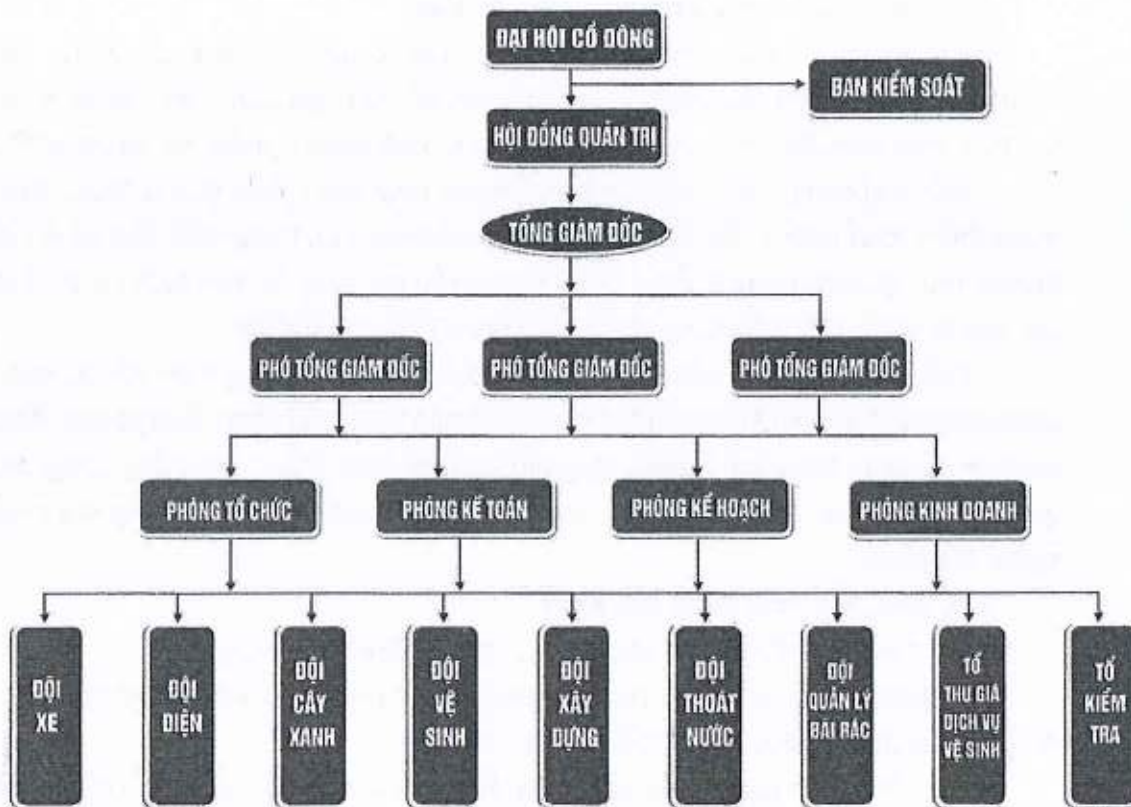 ĐẠI HỘI CỔ ĐÔNG
BAN KIỂM SOÁT
HỘI ĐỒNG QUẢN TRỊ
TỔNG GIÁM ĐỐC
PHÓ TỔNG GIÁM ĐỐC
PHÓ TỔNG GIÁM ĐỐC
PHÓ TỔNG GIÁM ĐỐC
PHÒNG TỔ CHỨC
PHÒNG KẾ TOÁN
PHÒNG KẾ HOẠCH
PHÒNG KINH DOANH
ĐỘI
XE
ĐỘI
ĐIỆN
ĐỘI
CÂY
XANH
ĐỘI
VỆ
SINH
ĐỘI
XÂY
DỰNG
ĐỘI
THOÁT
NƯỚC
ĐỘI
QUẢN LÝ
BÃI RÁC
TỔ
THU GIÁ
DỊCH VỤ
VỆ SINH
TỔ
KIỂM
TRA